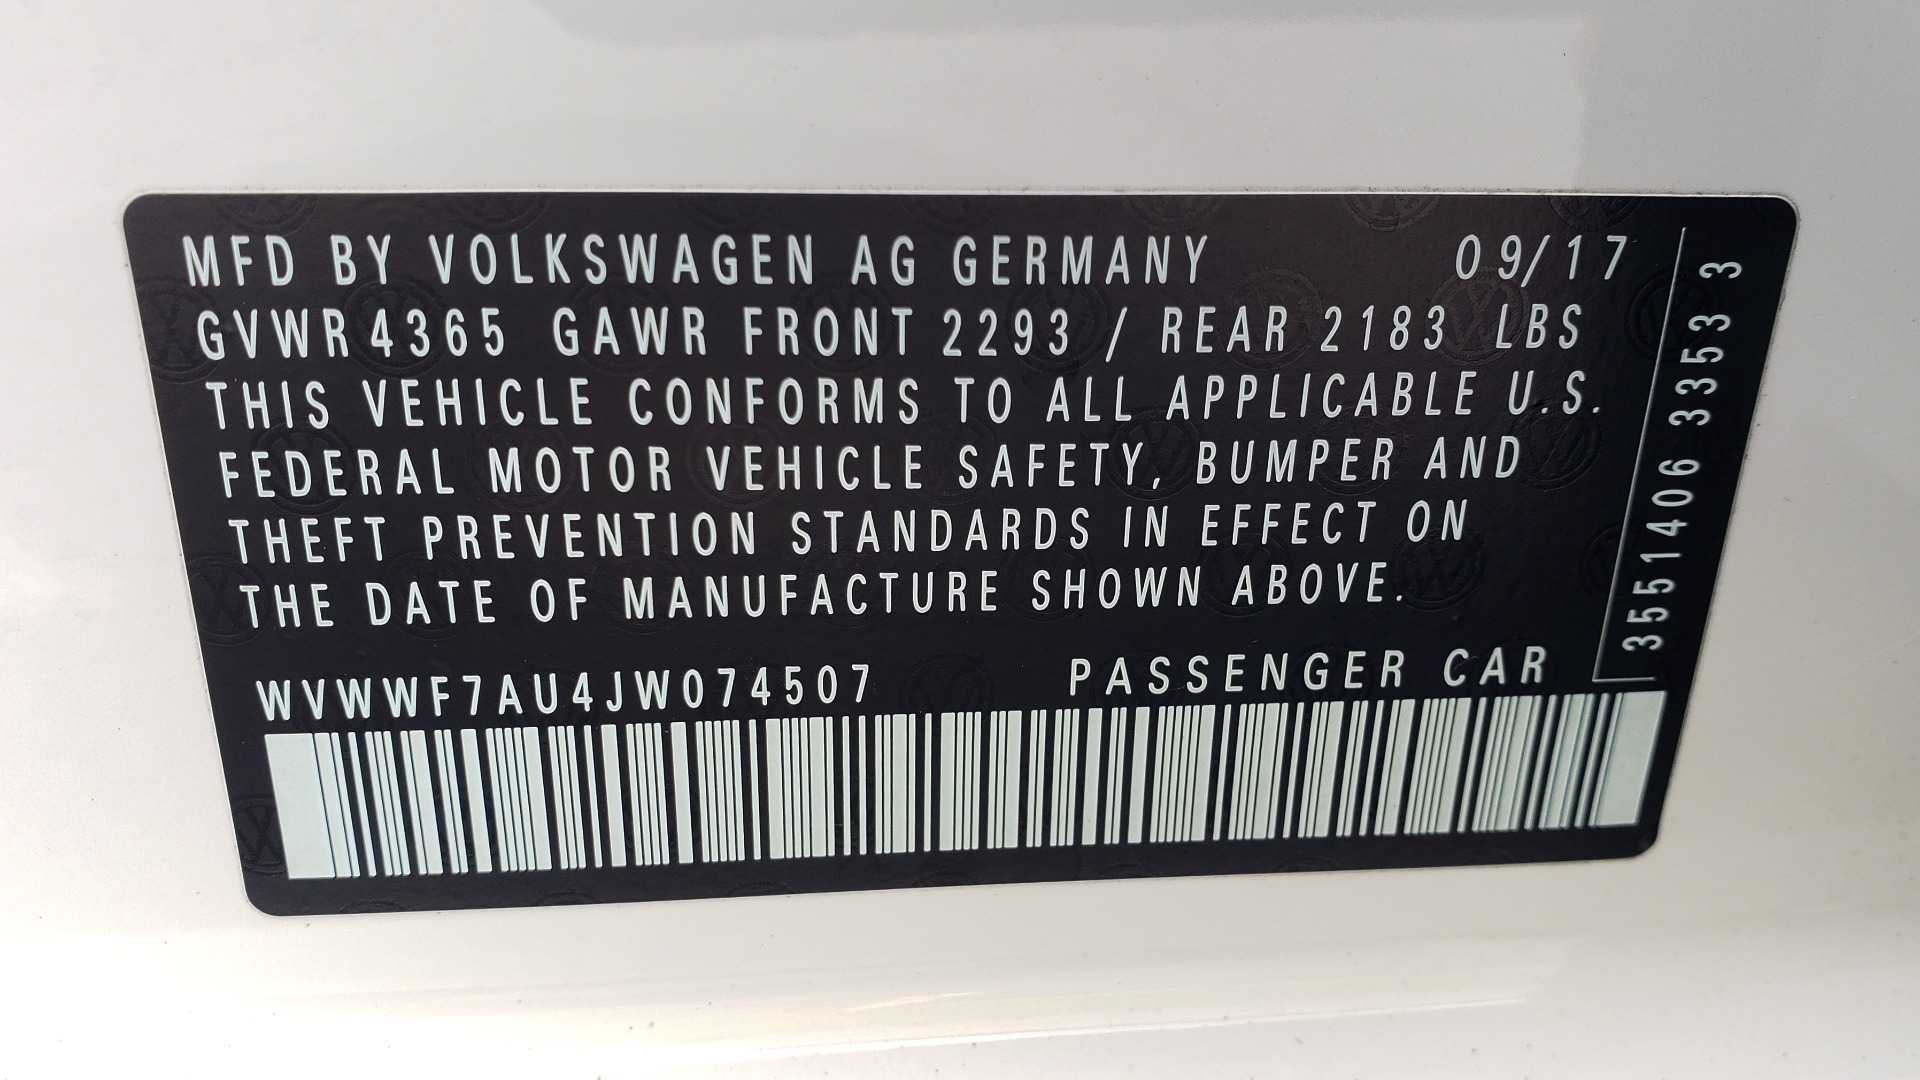 MFD BY VOLKSWAGEN AG GERMANY 09/17
GVWR 4365 GAWR FRONT 2293 / REAR 2183 LBS
THIS VEHICLE CONFORMS TO ALL APPLICABLE U.S.
FEDERAL MOTOR VEHICLE SAFETY, BUMPER AND
THEFT PREVENTION STANDARDS IN EFFECT ON
THE DATE OF MANUFACTURE SHOWN ABOVE.
WVWWF7AU4JW074507 PASSENGER CAR
3551406 3353 3